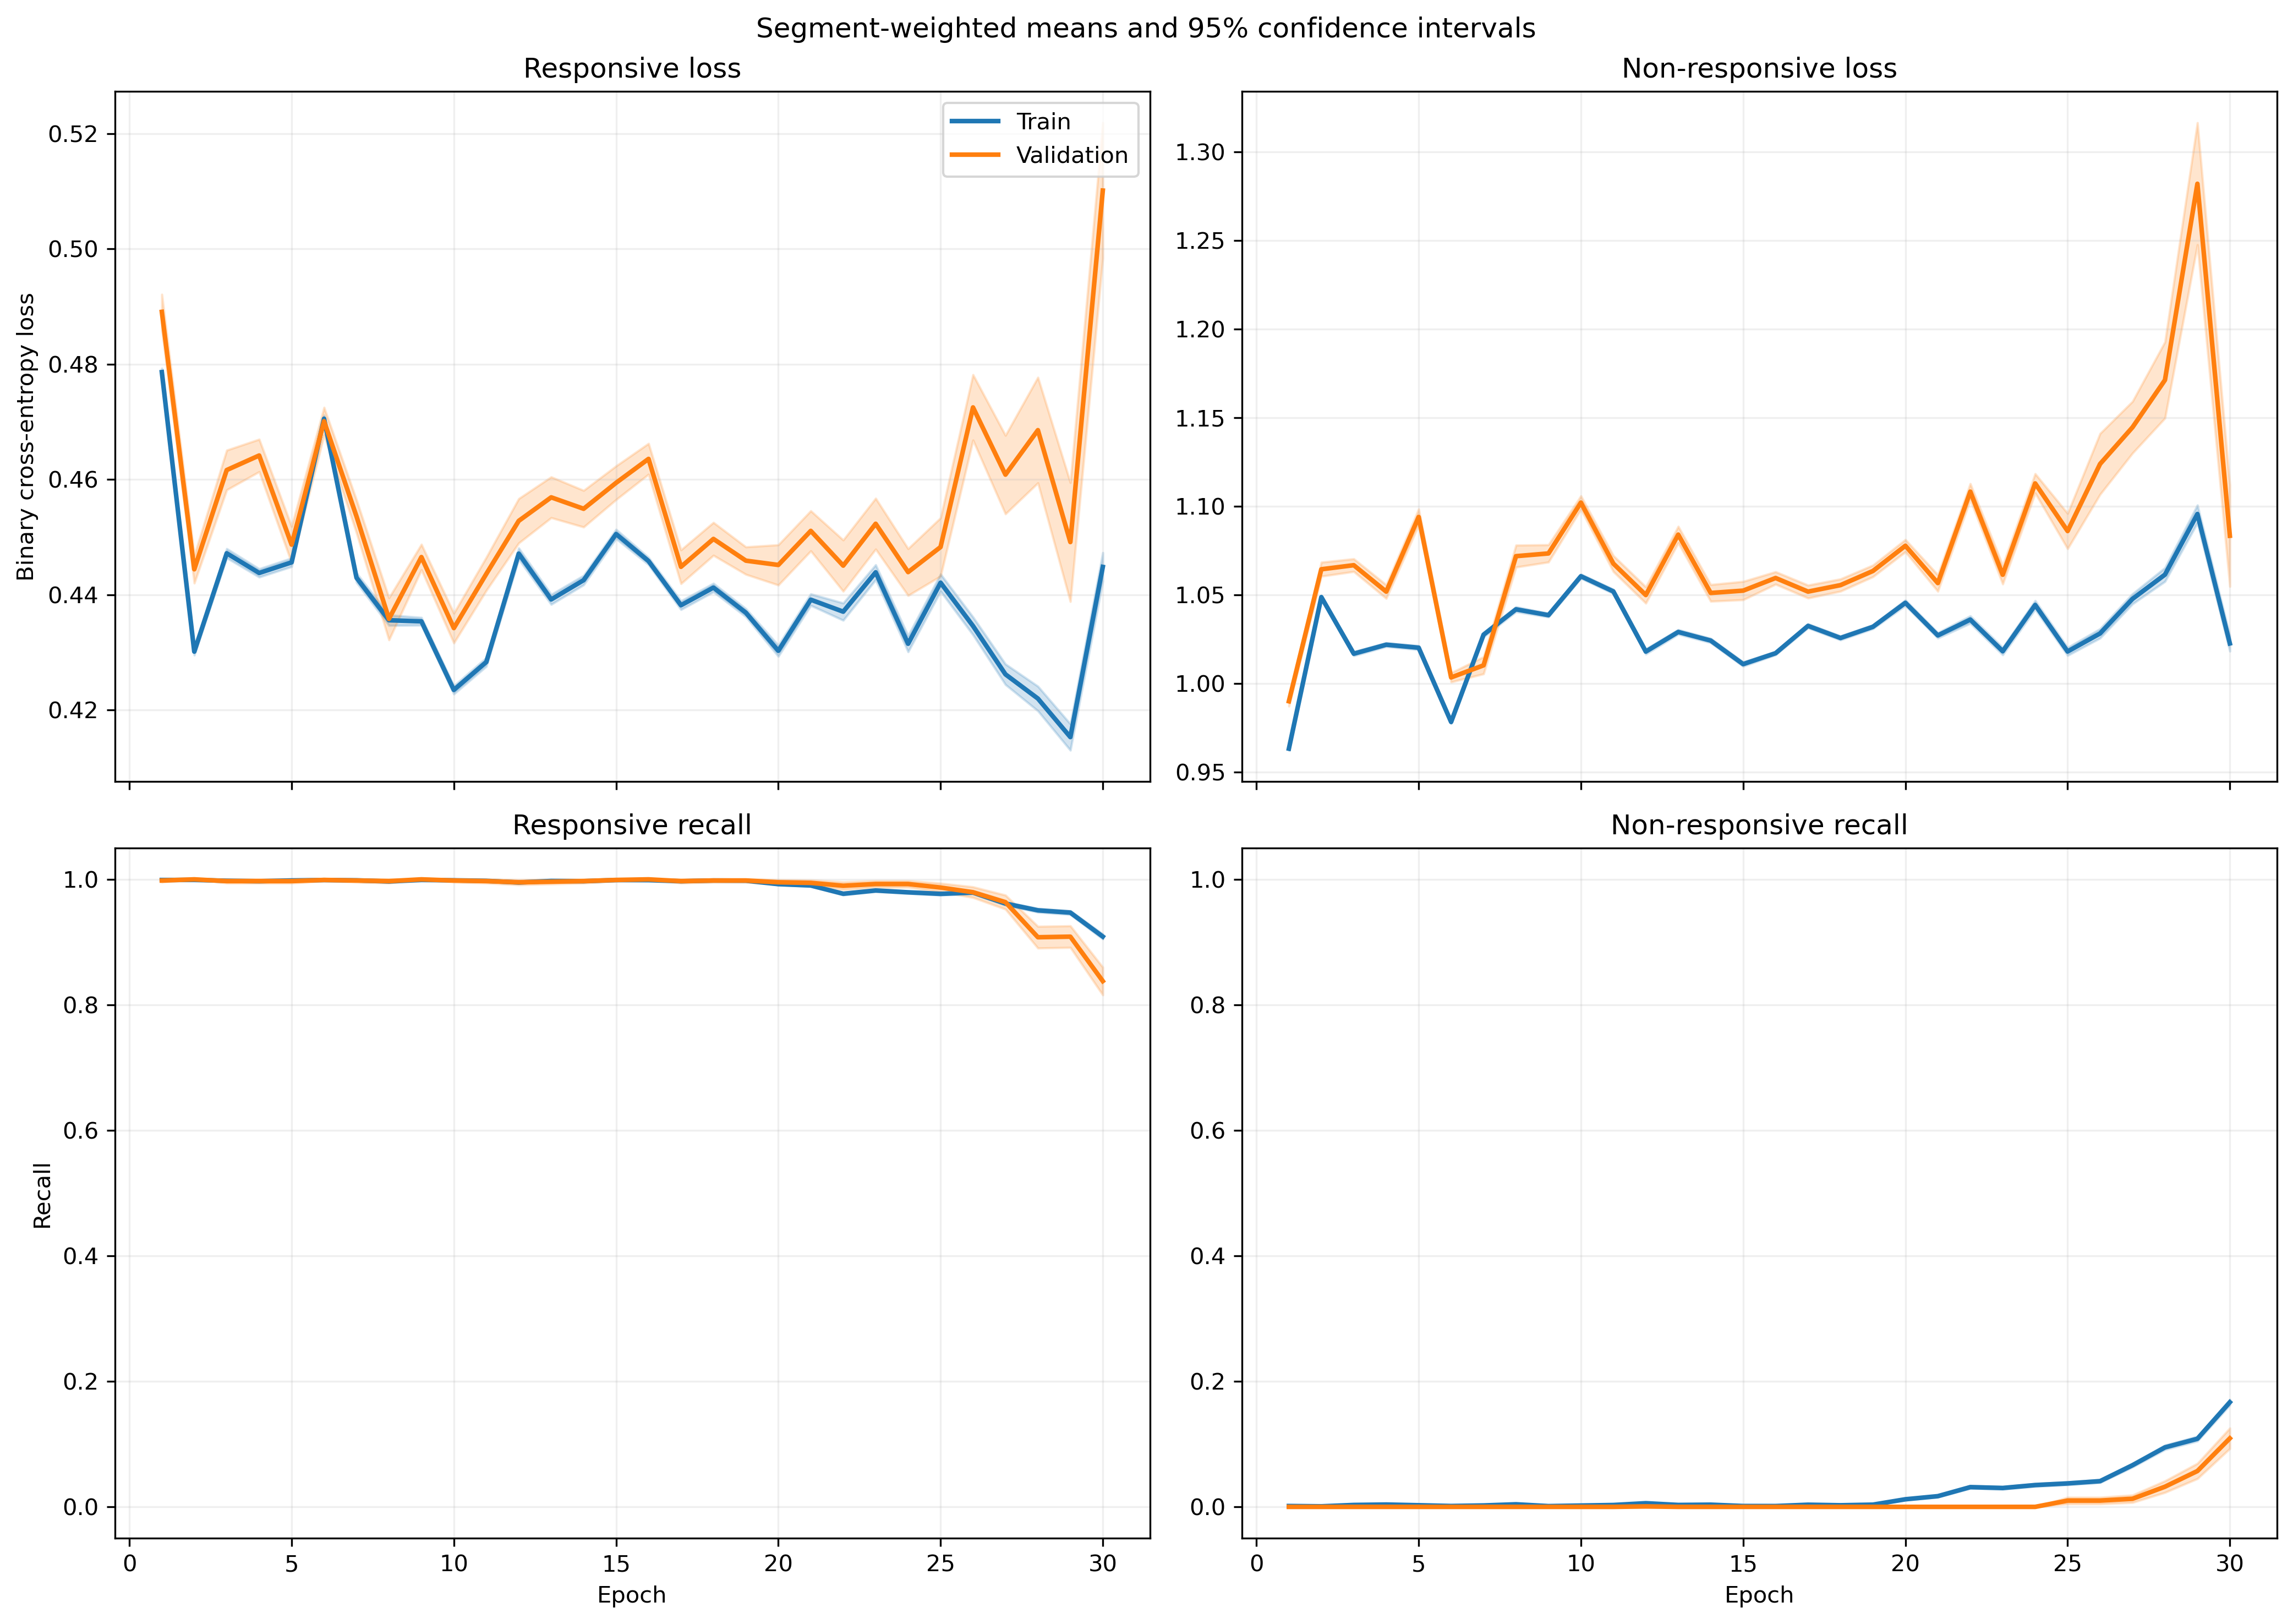 Segment-weighted means and 95% confidence intervals
Responsive loss
Non-responsive loss
Train
Validation
Binary cross-entropy loss
0.52
0.50
0.48
0.46
0.44
0.42
1.30
1.25
1.20
1.15
1.10
1.05
1.00
0.95
Responsive recall
Non-responsive recall
Recall
1.0
0.8
0.6
0.4
0.2
0.0
1.0
0.8
0.6
0.4
0.2
0.0
0 5 10 15 20 25 30
0 5 10 15 20 25 30
Epoch
Epoch